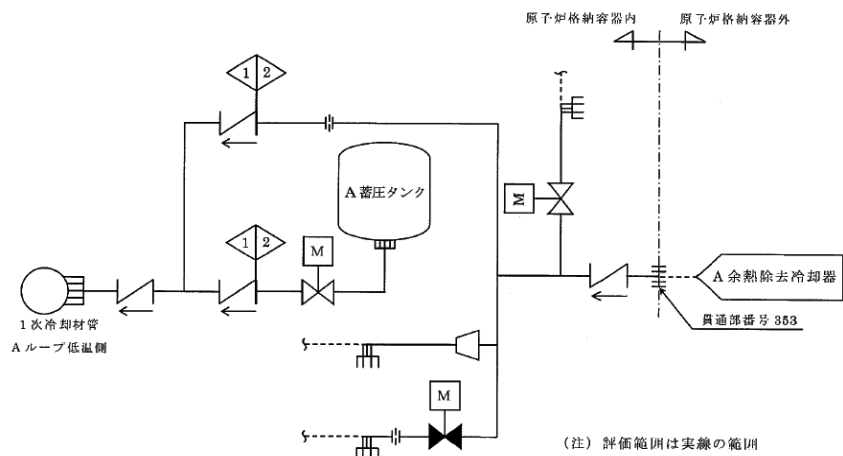 原子炉格納容器内
原子炉格納容器外
1 2
A蓄圧タンク
M
1 2
M
A余熱除去冷却器
1次冷却材管
Aループ低温側
貫通部番号353
M
(注) 評価範囲は実線の範囲